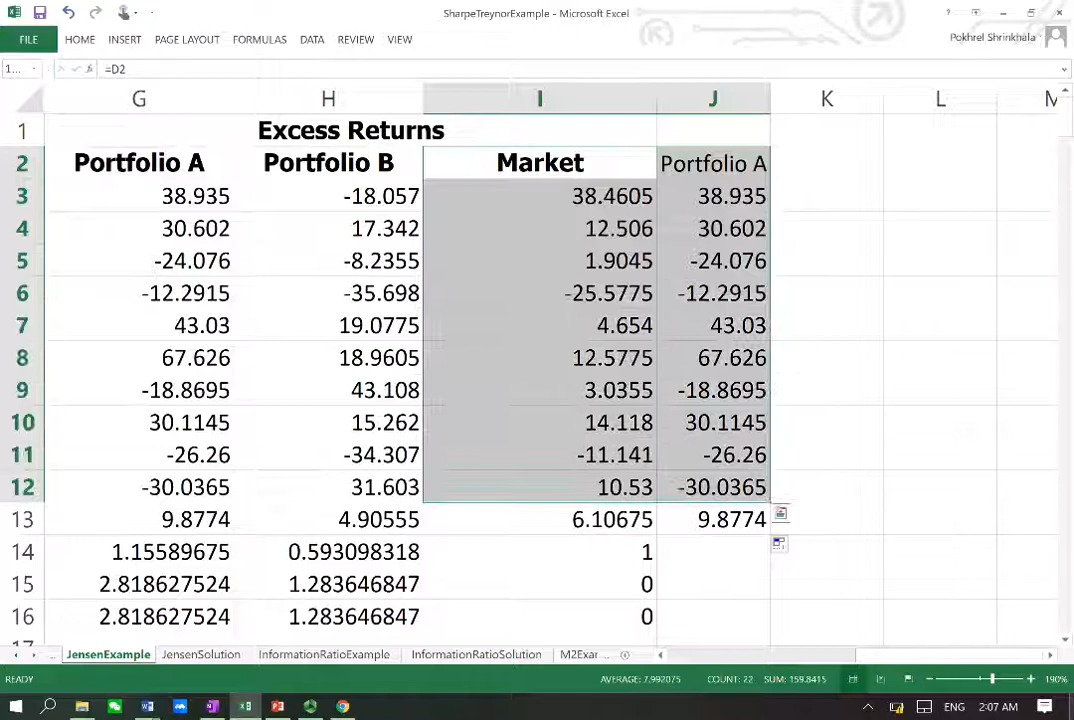 SharpeTreynorExample - Microsoft Excel
FILE HOME INSERT PAGE LAYOUT FORMULAS DATA REVIEW VIEW Pokhrel Shrinkhala
1... fx =D2
G H I J K L M
1 Excess Returns
2 Portfolio A Portfolio B Market Portfolio A
3 38.935 -18.057 38.4605 38.935
4 30.602 17.342 12.506 30.602
5 -24.076 -8.2355 1.9045 -24.076
6 -12.2915 -35.698 -25.5775 -12.2915
7 43.03 19.0775 4.654 43.03
8 67.626 18.9605 12.5775 67.626
9 -18.8695 43.108 3.0355 -18.8695
10 30.1145 15.262 14.118 30.1145
11 -26.26 -34.307 -11.141 -26.26
12 -30.0365 31.603 10.53 -30.0365
13 9.8774 4.90555 6.10675 9.8774
14 1.15589675 0.593098318 1
15 2.818627524 1.283646847 0
16 2.818627524 1.283646847 0
17
... JensenExample JensenSolution InformationRatioExample InformationRatioSolution M2Exar
READY AVERAGE: 7.992075 COUNT: 22 SUM: 159.8415 190%
ENG 2:07 AM